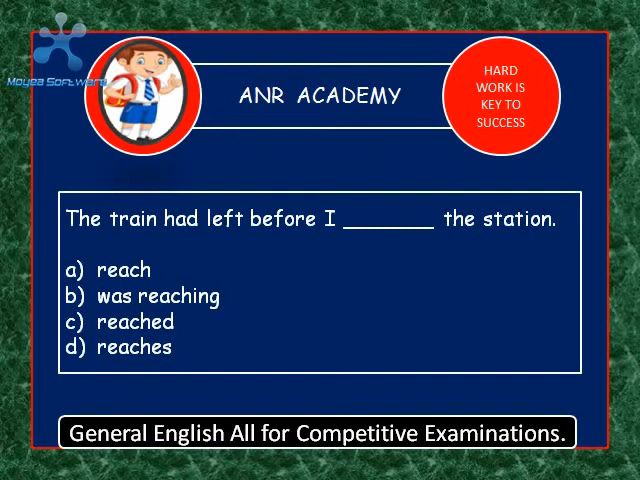 Moyea Software
ANR ACADEMY
HARD
WORK IS
KEY TO
SUCCESS
The train had left before I _______ the station.
a) reach
b) was reaching
c) reached
d) reaches
General English All for Competitive Examinations.